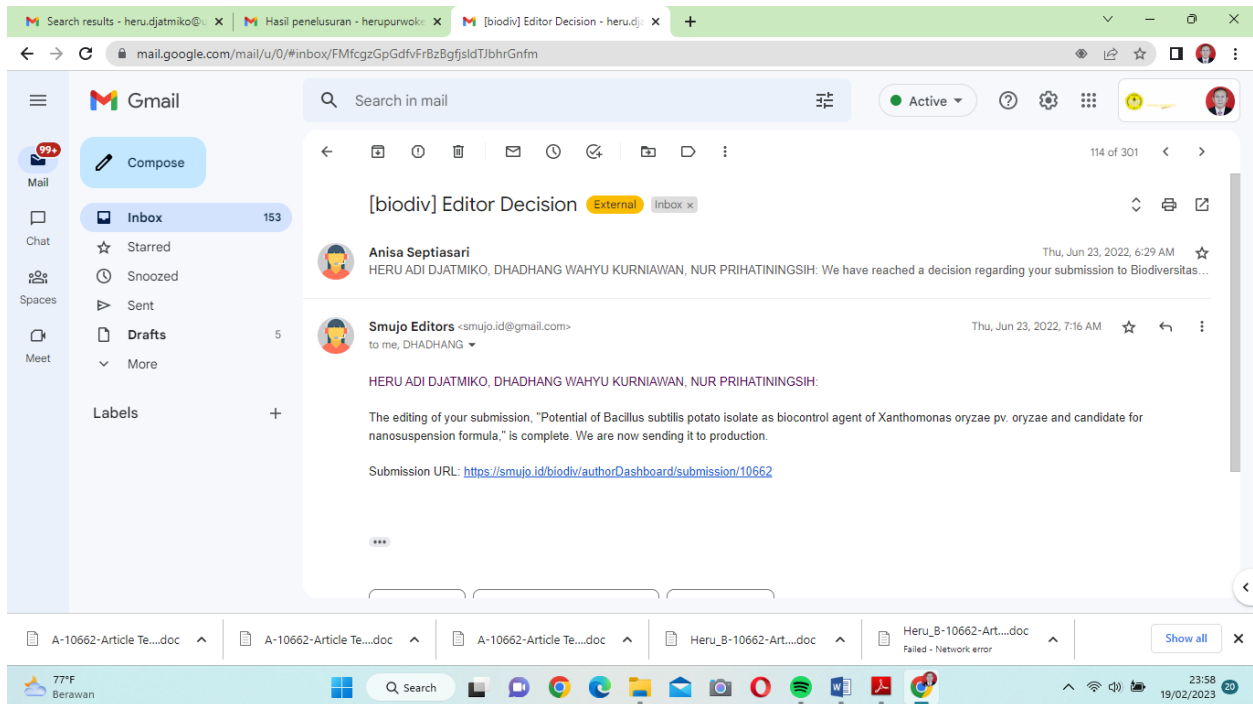 Search results - heru.djatmiko@u
Hasil penelusuran - herupurwoke
[biodiv] Editor Decision - heru.dj
mail.google.com/mail/u/0/#inbox/FMfcgzGpGdfvFrBzBgfjsldTJbhrGnfm
Gmail
Search in mail
Active
99+
Mail
Compose
114 of 301
Chat
Inbox 153
[biodiv] Editor Decision External Inbox x
Starred
Spaces
Snoozed
Anisa Septiasari Thu, Jun 23, 2022, 6:29 AM
HERU ADI DJATMIKO, DHADHANG WAHYU KURNIAWAN, NUR PRIHATININGSIH: We have reached a decision regarding your submission to Biodiversitas...
Sent
Meet
Drafts 5
Smujo Editors <smujo.id@gmail.com> Thu, Jun 23, 2022, 7:16 AM
to me, DHADHANG
More
HERU ADI DJATMIKO, DHADHANG WAHYU KURNIAWAN, NUR PRIHATININGSIH:
Labels
The editing of your submission, "Potential of Bacillus subtilis potato isolate as biocontrol agent of Xanthomonas oryzae pv. oryzae and candidate for
nanosuspension formula," is complete. We are now sending it to production.
Submission URL: https://smujo.id/biodiv/authorDashboard/submission/10662
A-10662-Article Te....doc
A-10662-Article Te....doc
A-10662-Article Te....doc
Heru_B-10662-Art....doc
Heru_B-10662-Art....doc
Failed - Network error
Show all
77°F
Berawan
Search
23:58
19/02/2023
20